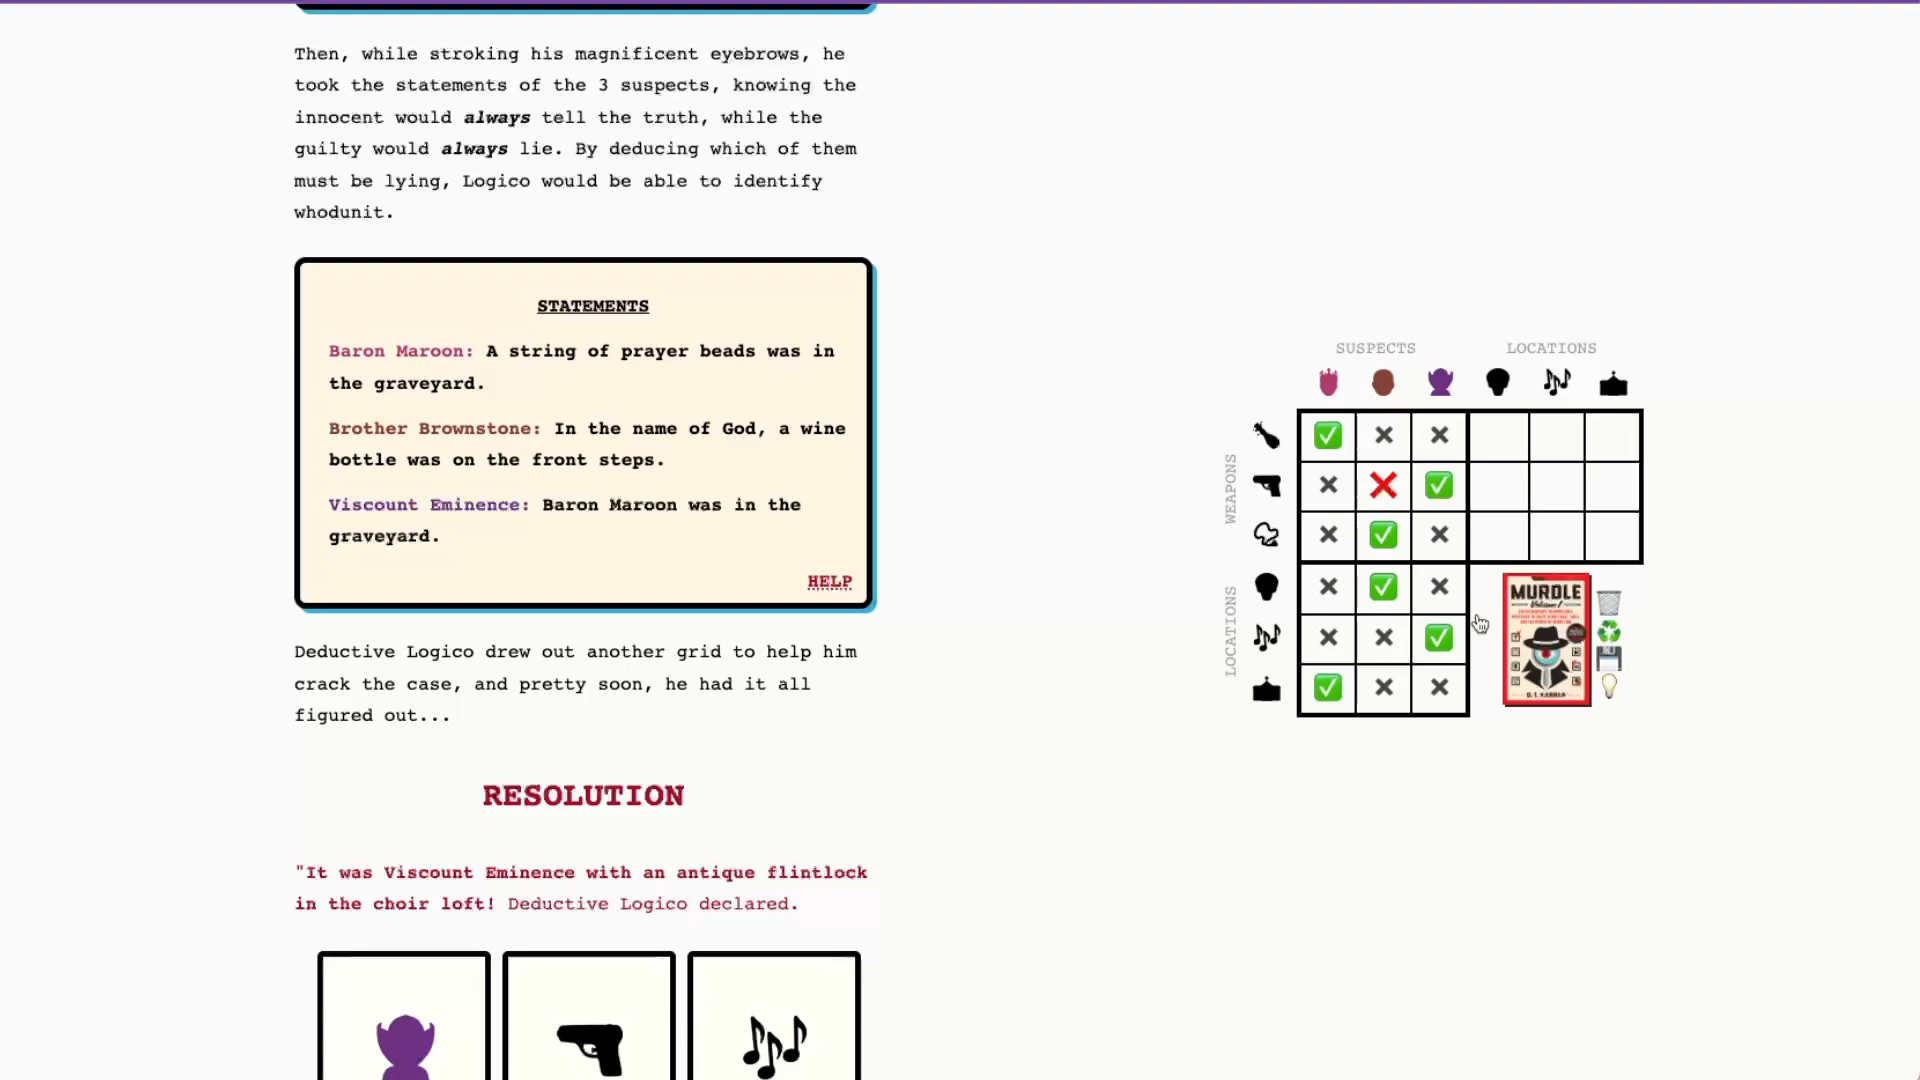 Then, while stroking his magnificent eyebrows, he
took the statements of the 3 suspects, knowing the
innocent would always tell the truth, while the
guilty would always lie. By deducing which of them
must be lying, Logico would be able to identify
whodunit.
STATEMENTS
Baron Maroon: A string of prayer beads was in
the graveyard.
Brother Brownstone: In the name of God, a wine
bottle was on the front steps.
Viscount Eminence: Baron Maroon was in the
graveyard.
HELP
Deductive Logico drew out another grid to help him
crack the case, and pretty soon, he had it all
figured out...
RESOLUTION
"It was Viscount Eminence with an antique flintlock
in the choir loft! Deductive Logico declared.
SUSPECTS
LOCATIONS
WEAPONS
LOCATIONS
MURDLE
Volume 1